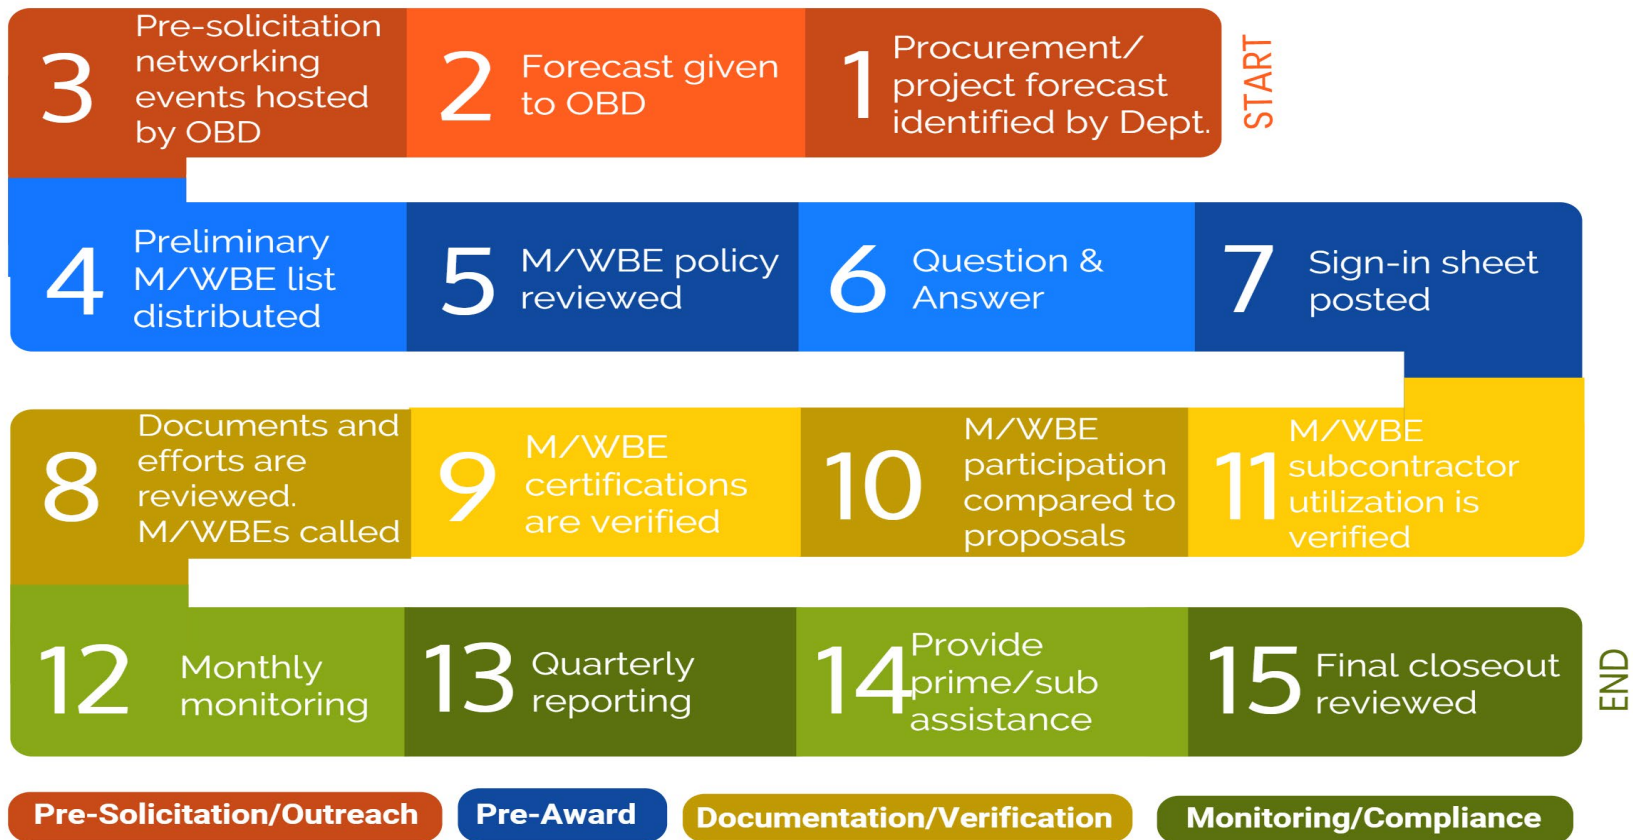 3
Pre-solicitation
networking
events hosted
by OBD
2
Forecast given
to OBD
1
Procurement/
project forecast
identified by Dept.
START
4
Preliminary
M/WBE list
distributed
5
M/WBE policy
reviewed
6
Question &
Answer
7
Sign-in sheet
posted
8
Documents and
efforts are
reviewed.
M/WBEs called
9
M/WBE
certifications
are verified
10
M/WBE
participation
compared to
proposals
11
M/WBE
subcontractor
utilization is
verified
12
Monthly
monitoring
13
Quarterly
reporting
14
Provide
prime/sub
assistance
15
Final closeout
reviewed
END
Pre-Solicitation/Outreach
Pre-Award
Documentation/Verification
Monitoring/Compliance